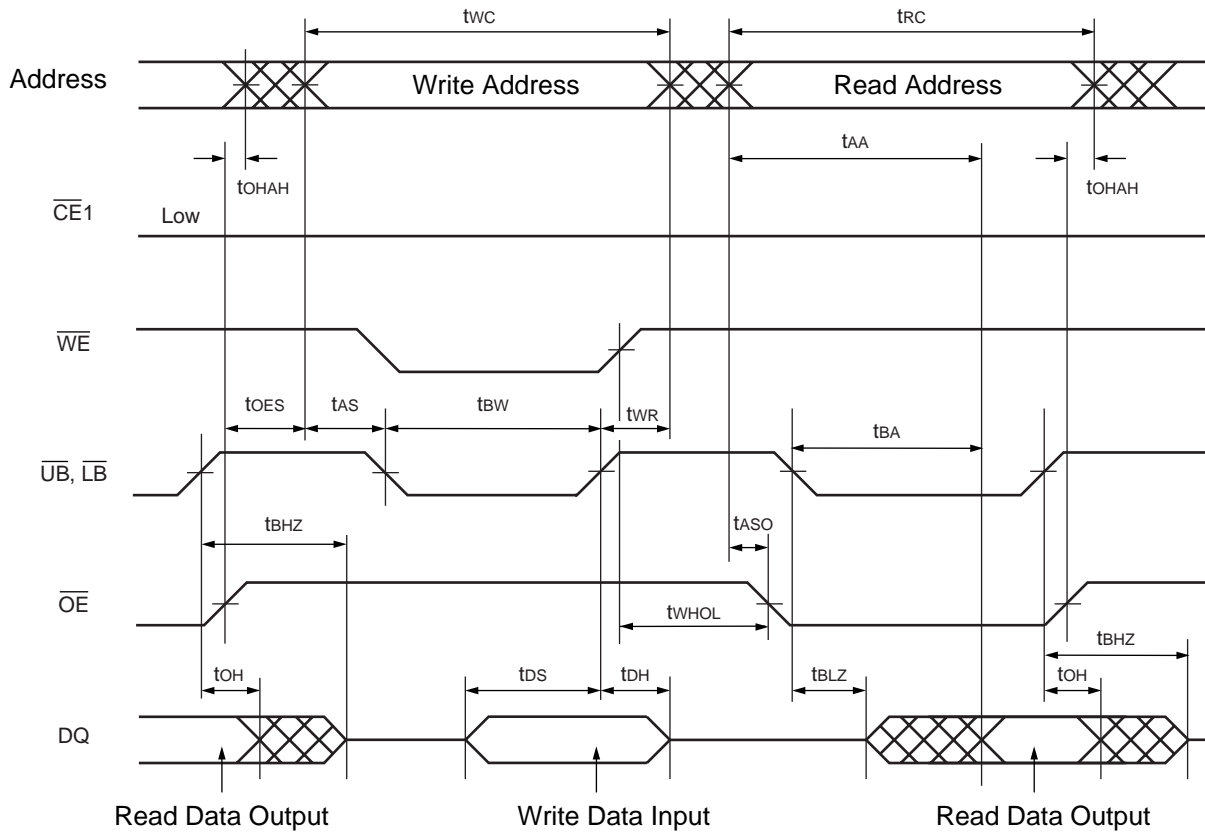 tWC
tRC
Address
Write Address
Read Address
tAA
tOHAH
tOHAH
CE1
Low
WE
tOES
tAS
tBW
tWR
tBA
UB, LB
tBHZ
tASO
OE
tWHOL
tBHZ
tOH
tDS
tDH
tBLZ
tOH
DQ
Read Data Output
Write Data Input
Read Data Output